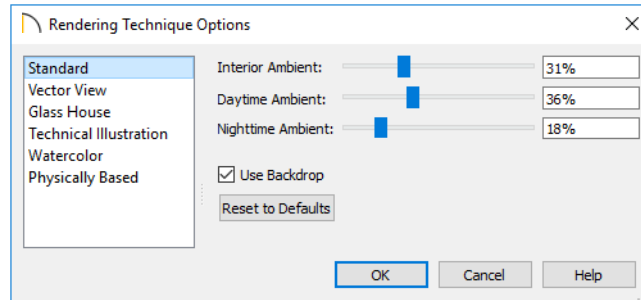 Rendering Technique Options
Standard
Vector View
Glass House
Technical Illustration
Watercolor
Physically Based
Interior Ambient: 31%
Daytime Ambient: 36%
Nighttime Ambient: 18%
Use Backdrop
Reset to Defaults
OK Cancel Help